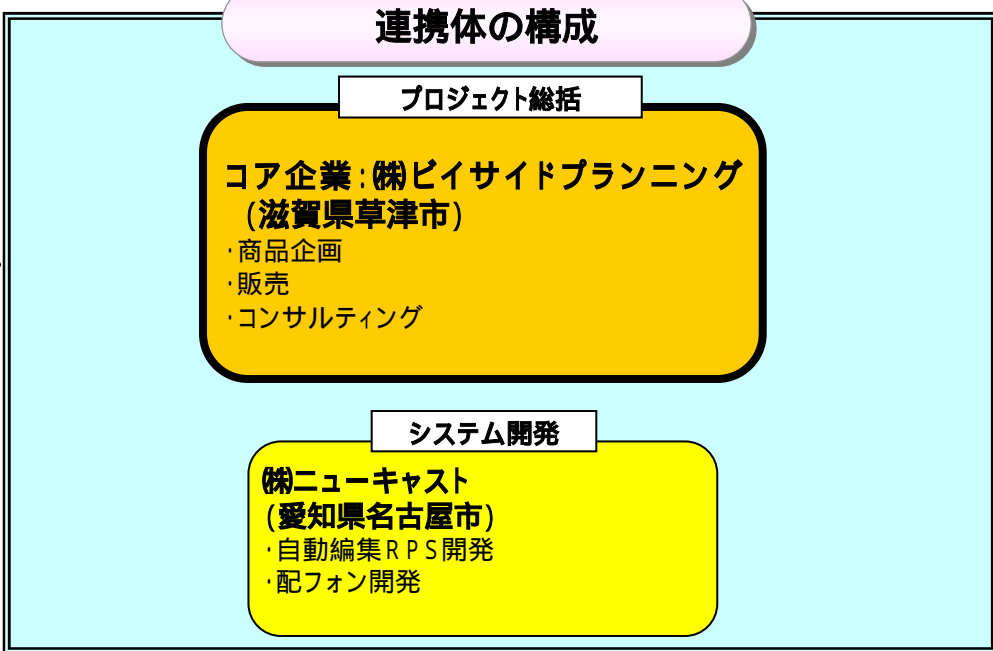 連携体の構成
プロジェクト総括
コア企業:㈱ビイサイドプランニング
(滋賀県草津市)
・商品企画
・販売
・コンサルティング
システム開発
㈱ニューキャスト
(愛知県名古屋市)
・自動編集RPS開発
・配フォン開発